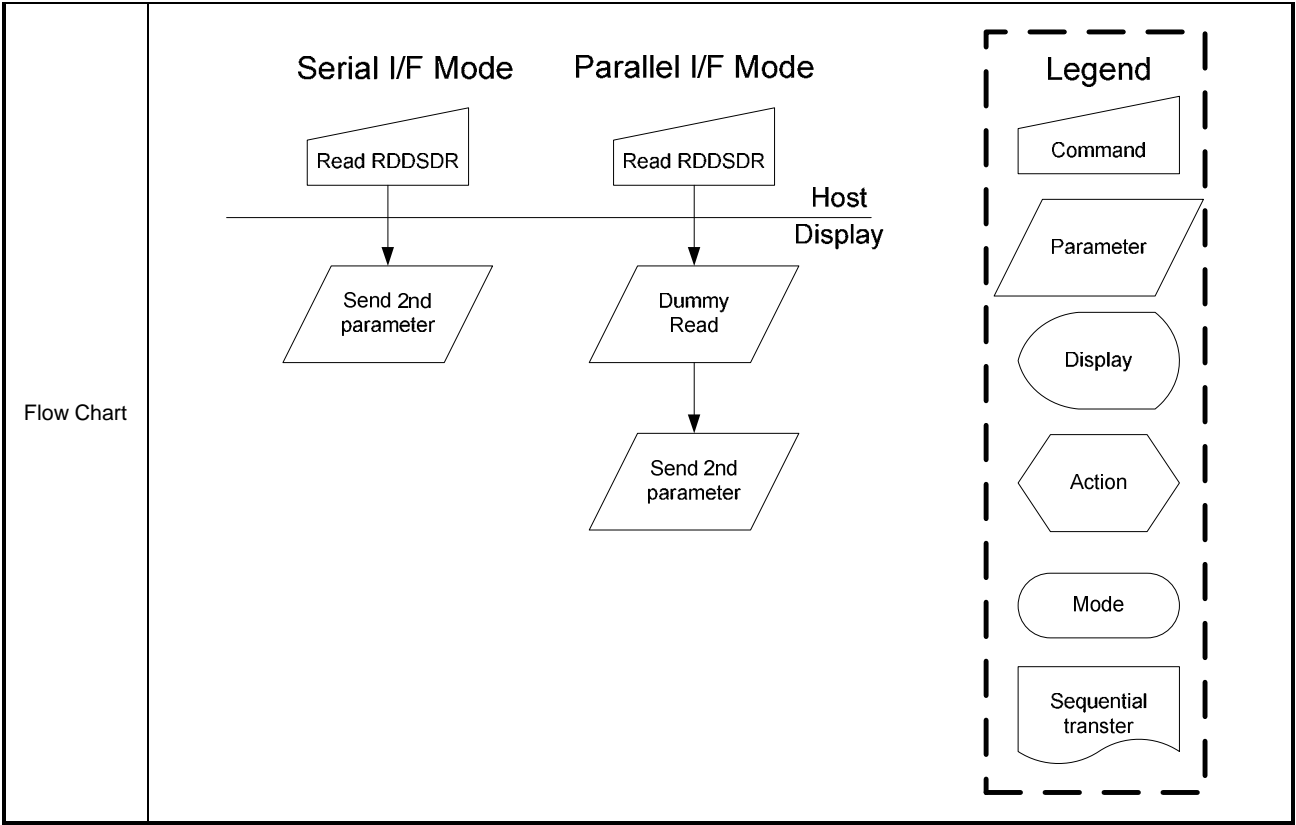 Flow Chart
Serial I/F Mode
Read RDDSDR
Send 2nd
parameter
Parallel I/F Mode
Read RDDSDR
Host
Display
Dummy
Read
Send 2nd
parameter
Legend
Command
Parameter
Display
Action
Mode
Sequential
transter